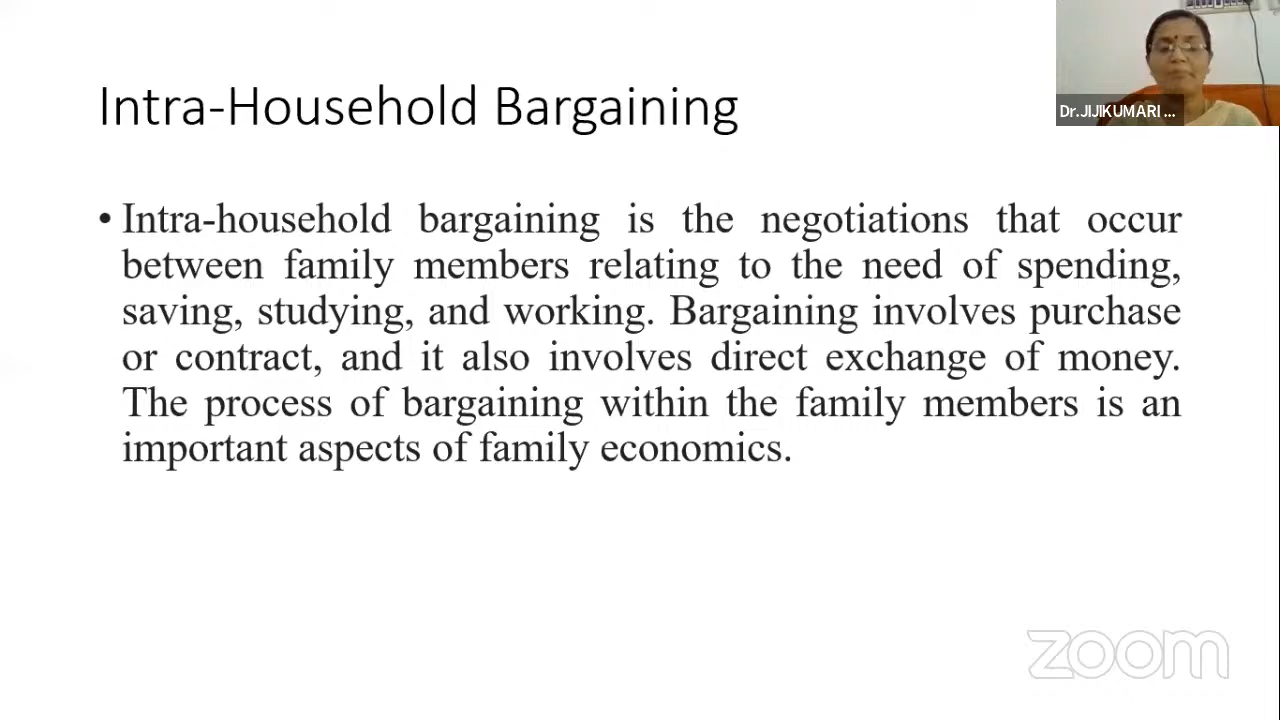 Intra-Household Bargaining
Dr.JIJIKUMARI ...
• Intra-household bargaining is the negotiations that occur
between family members relating to the need of spending,
saving, studying, and working. Bargaining involves purchase
or contract, and it also involves direct exchange of money.
The process of bargaining within the family members is an
important aspects of family economics.
zoom